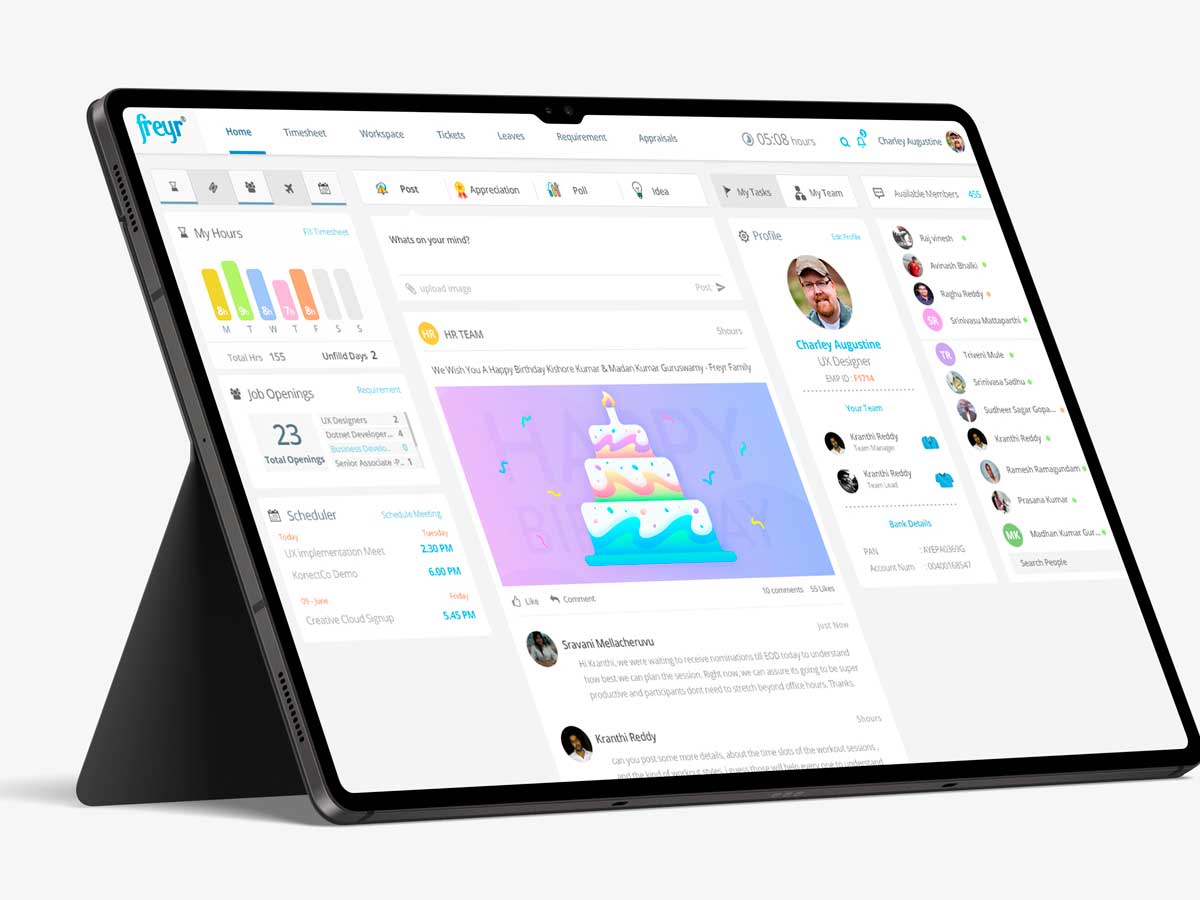 freyr®
Home Timesheet Workspace Tickets Leaves Requirement Appraisals
05:08 hours
Charley Augustine
My Hours Fill Timesheet
8h 9h 8h 7h 8h
M T W T F S S
Total Hrs 155 Unfilld Days 2
Job Openings Requirement
23
Total Openings
UX Designers 2
Dotnet Developer... 4
Business Develo.. 0
Senior Associate -P.. 1
Scheduler Schedule Meeting
Today Tuesday
UX implementation Meet 2.30 PM
KonectCo Demo 6.00 PM
09 - June Friday
Creative Cloud Signup 5.45 PM
Post Appreciation Poll Idea
Whats on your mind?
upload image Post
HR HR TEAM 5hours
We Wish You A Happy Birthday Kishore Kumar & Madan Kumar Guruswamy - Freyr Family
HAPPY
BIRTHDAY
Like Comment 10 comments 55 Likes
Sravani Mellacheruvu Just Now
Hi Kranthi, we were waiting to receive nominations till EOD today to understand
how best we can plan the session. Right now, we can assure its going to be super
productive and participants dont need to stretch beyond office hours. Thanks.
Kranthi Reddy 5hours
can you post some more details, about the time slots of the workout sessions ,
and the kind of workout styles, i guess those will help every one to understand
My Tasks My Team
Profile Edit Profile
Charley Augustine
UX Designer
EMP ID : F1714
Your Team
Kranthi Reddy
Team Manager
Kranthi Reddy
Team Lead
Bank Details
PAN : AYEPA0369G
Account Num : 00400168547
Available Members 455
Raj vinesh
Avinash Bhalki
Raghu Reddy
SR Srinivasu Mattaparthi
TR Triveni Mule
Srinivasa Sadhu
Sudheer Sagar Gopa...
Kranthi Reddy
Ramesh Ramagundam
Prasana Kumar
MK Madhan Kumar Gur...
Search People